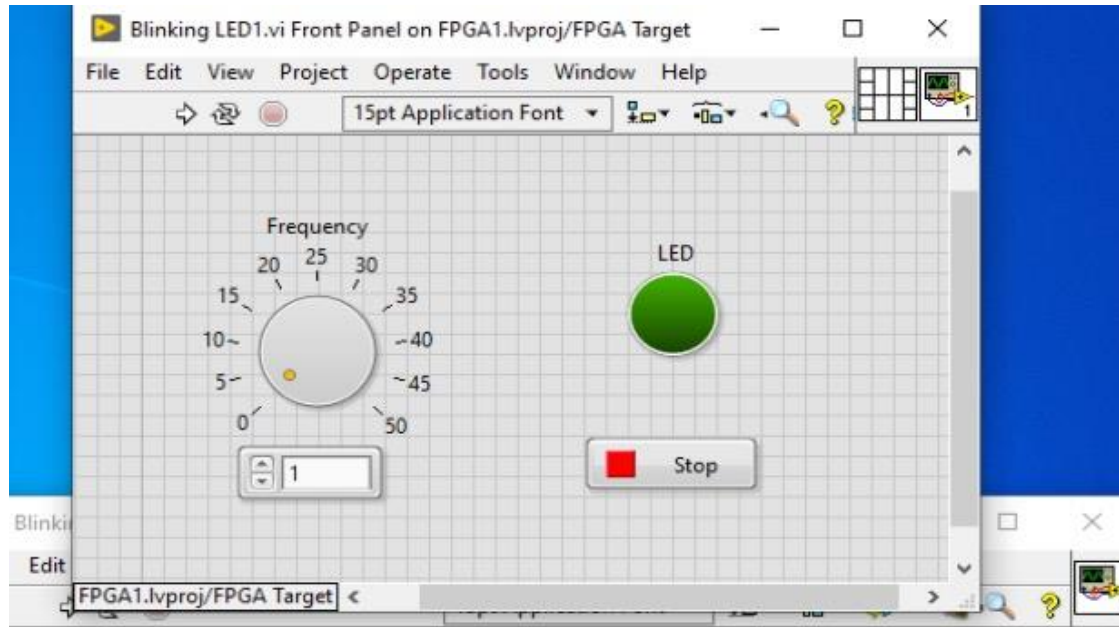 Blinking LED1.vi Front Panel on FPGA1.lvproj/FPGA Target
File Edit View Project Operate Tools Window Help
15pt Application Font
1
Frequency
LED
0
5
10
15
20
25
30
35
40
45
50
1
Stop
Blinki
Edit
FPGA1.lvproj/FPGA Target